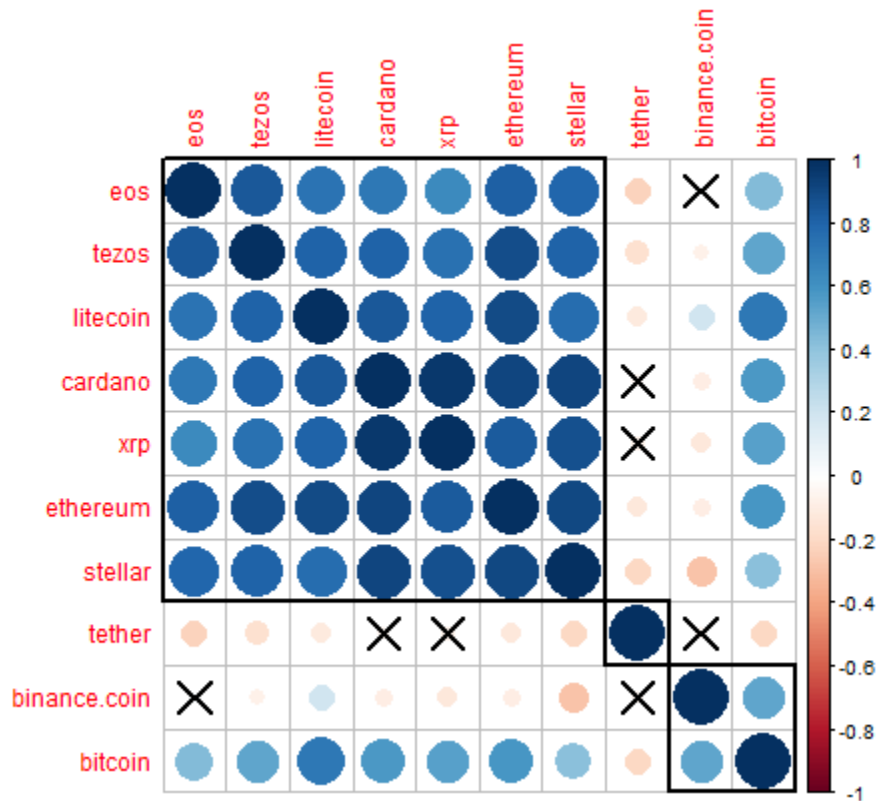 eos
tezos
litecoin
cardano
xrp
ethereum
stellar
tether
binance.coin
bitcoin
eos
tezos
litecoin
cardano
xrp
ethereum
stellar
tether
binance.coin
bitcoin
1
0.8
0.6
0.4
0.2
0
-0.2
-0.4
-0.6
-0.8
-1